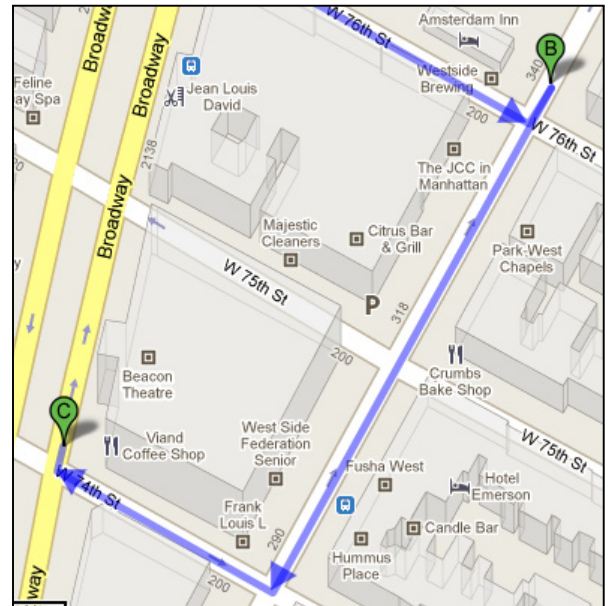 W 76th St
Amsterdam Inn
340
B
Broadway
Broadway
Westside
Brewing
200
W 76th St
Feline
Jean Louis
David
2138
The JCC in
Manhattan
Broadway
Majestic
Cleaners
Citrus Bar
& Grill
Park-West
Chapels
W 75th St
P
318
200
Crumbs
Bake Shop
Beacon
Theatre
C
Viand
Coffee Shop
West Side
Federation
Senior
Fusha West
W 75th St
Hotel
Emerson
W 74th St
Frank
Louis L
290
Candle Bar
Hummus
Place
200